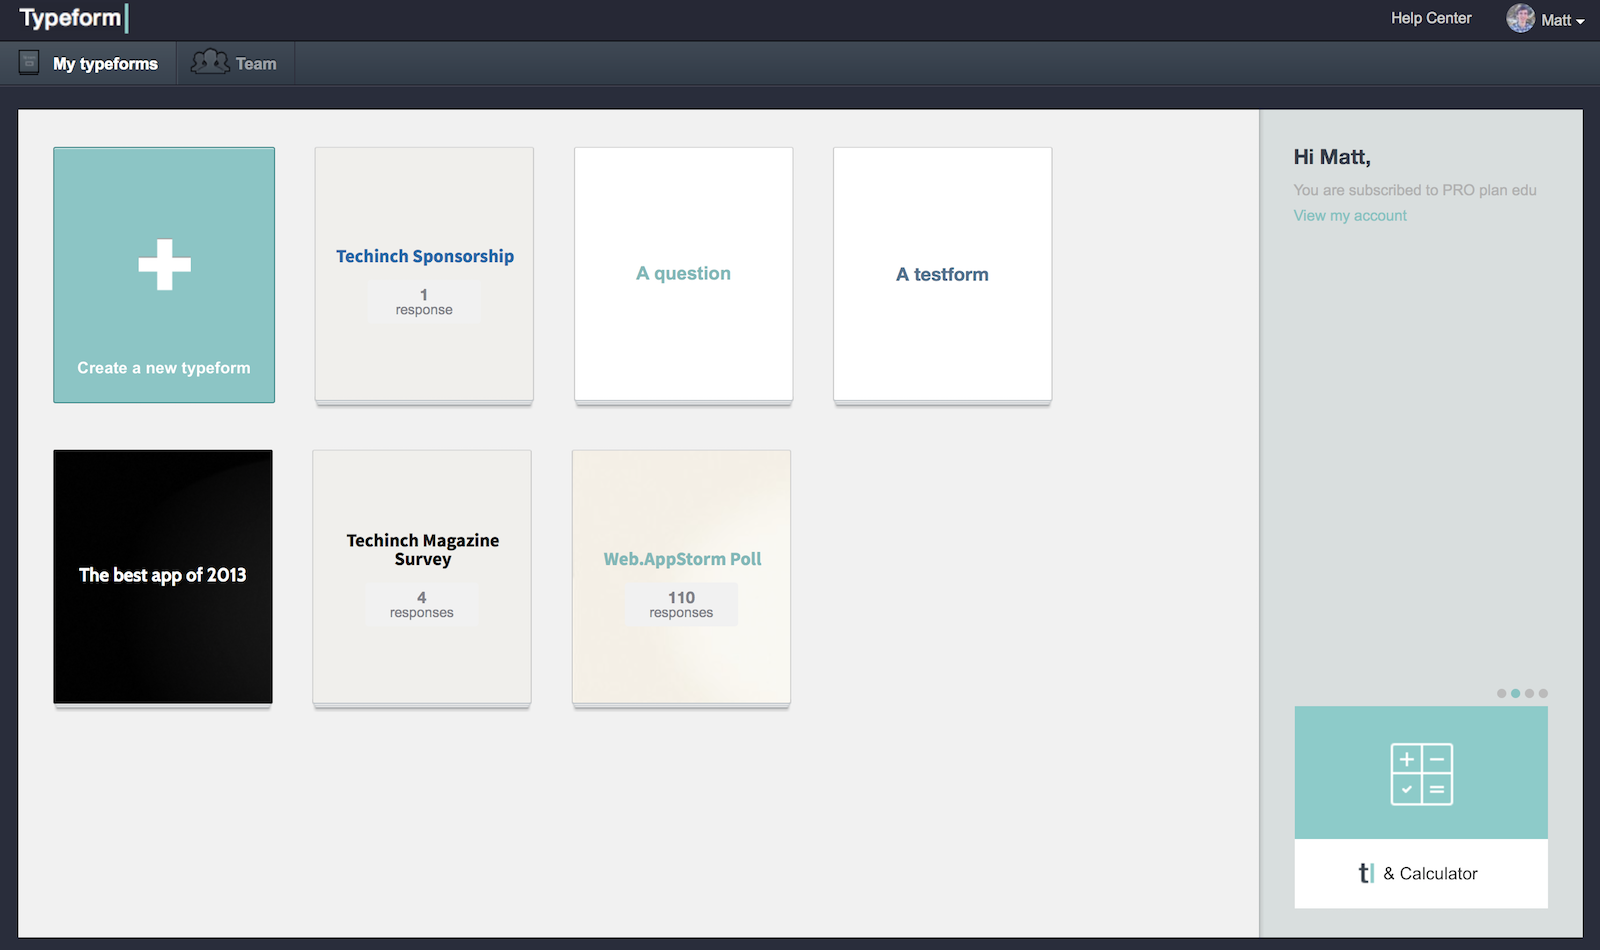 Typeform
Help Center
Matt
My typeforms
Team
Create a new typeform
Techinch Sponsorship
1
response
A question
A testform
Hi Matt,
You are subscribed to PRO plan edu
View my account
The best app of 2013
Techinch Magazine
Survey
4
responses
Web.AppStorm Poll
110
responses
t & Calculator